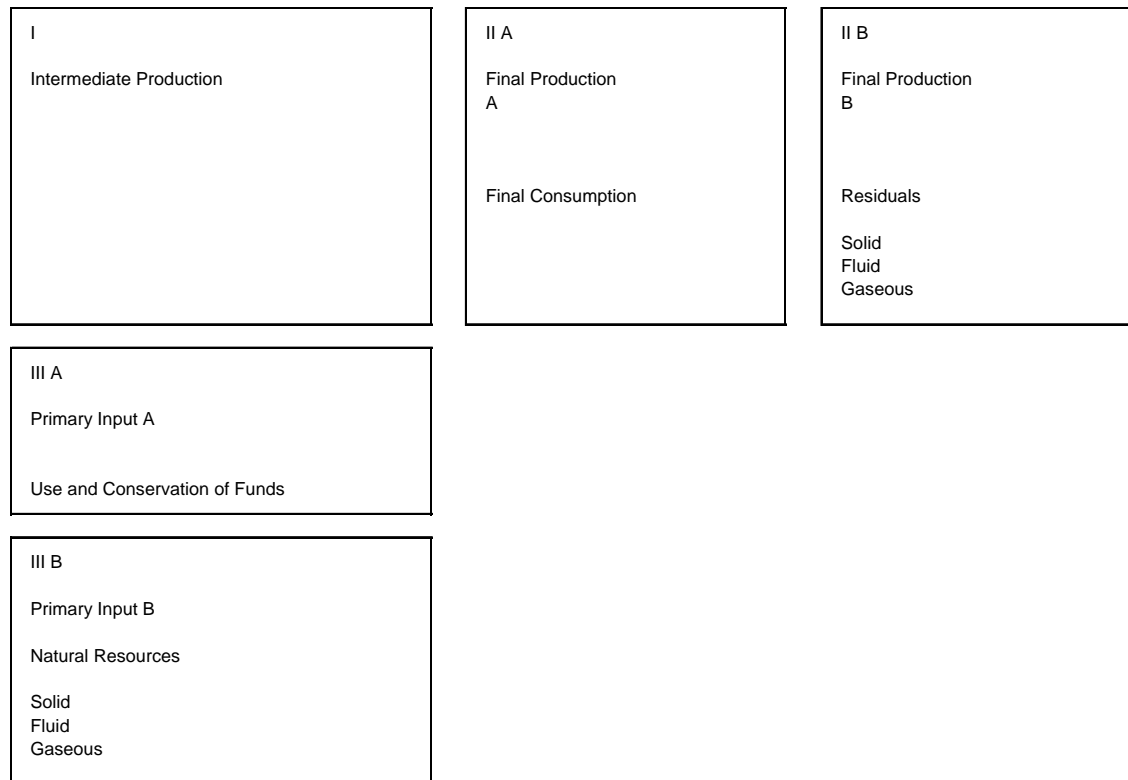 I
Intermediate Production
II A
Final Production
A
Final Consumption
II B
Final Production
B
Residuals
Solid
Fluid
Gaseous
III A
Primary Input A
Use and Conservation of Funds
III B
Primary Input B
Natural Resources
Solid
Fluid
Gaseous